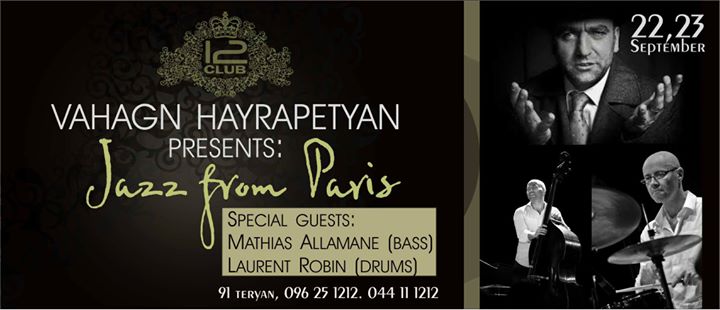 12
CLUB
VAHAGN HAYRAPETYAN
PRESENTS:
Jazz from Paris
SPECIAL GUESTS:
MATHIAS ALLAMANE (BASS)
LAURENT ROBIN (DRUMS)
91 TERYAN, 096 25 1212. 044 11 1212
22,23
SEPTEMBER